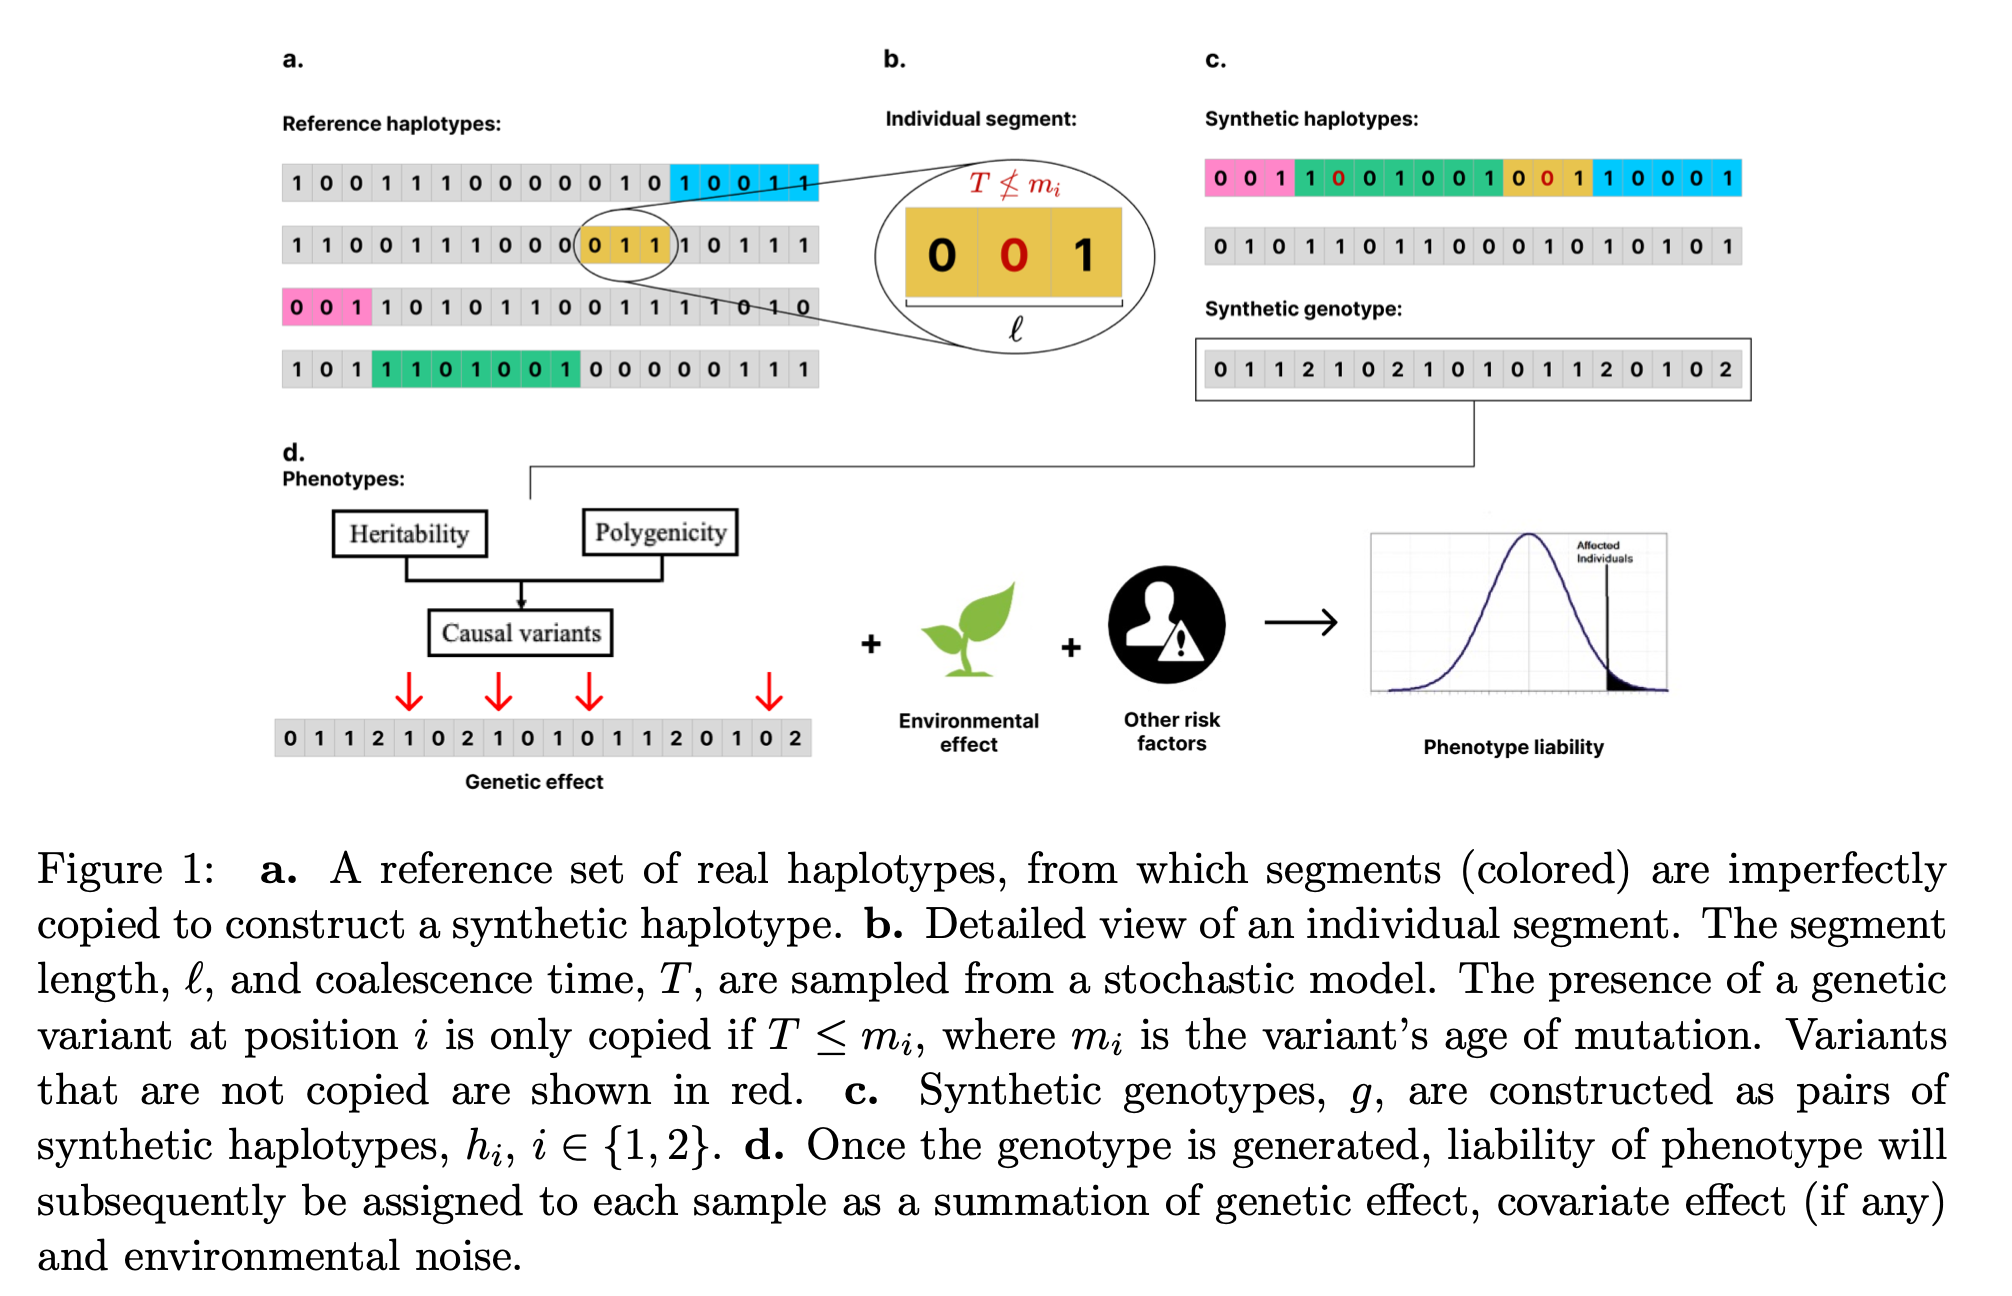 a.
Reference haplotypes:
1 0 0 1 1 1 0 0 0 0 0 1 0 1 0 0 1 1
1 1 0 0 1 1 1 0 0 0 0 1 1 1 0 1 1 1
0 0 1 1 0 1 0 1 1 0 0 1 1 1 1 0 1 0
1 0 1 1 1 0 1 0 0 1 0 0 0 0 0 1 1 1
b.
Individual segment:
T ≰ mᵢ
0 0 1
ℓ
c.
Synthetic haplotypes:
0 0 1 1 0 0 1 0 0 1 0 0 1 1 0 0 0 1
0 1 0 1 1 0 1 1 0 0 0 1 0 1 0 1 0 1
Synthetic genotype:
0 1 1 2 1 0 2 1 0 1 0 1 1 2 0 1 0 2
d.
Phenotypes:
Heritability
Polygenicity
Causal variants
0 1 1 2 1 0 2 1 0 1 0 1 1 2 0 1 0 2
Genetic effect
+
Environmental
effect
+
Other risk
factors
Affected
Individuals
Phenotype liability
Figure 1: a. A reference set of real haplotypes, from which segments (colored) are imperfectly
copied to construct a synthetic haplotype. b. Detailed view of an individual segment. The segment
length, ℓ, and coalescence time, T, are sampled from a stochastic model. The presence of a genetic
variant at position i is only copied if T ≤ mᵢ, where mᵢ is the variant's age of mutation. Variants
that are not copied are shown in red. c. Synthetic genotypes, g, are constructed as pairs of
synthetic haplotypes, hᵢ, i ∈ {1, 2}. d. Once the genotype is generated, liability of phenotype will
subsequently be assigned to each sample as a summation of genetic effect, covariate effect (if any)
and environmental noise.